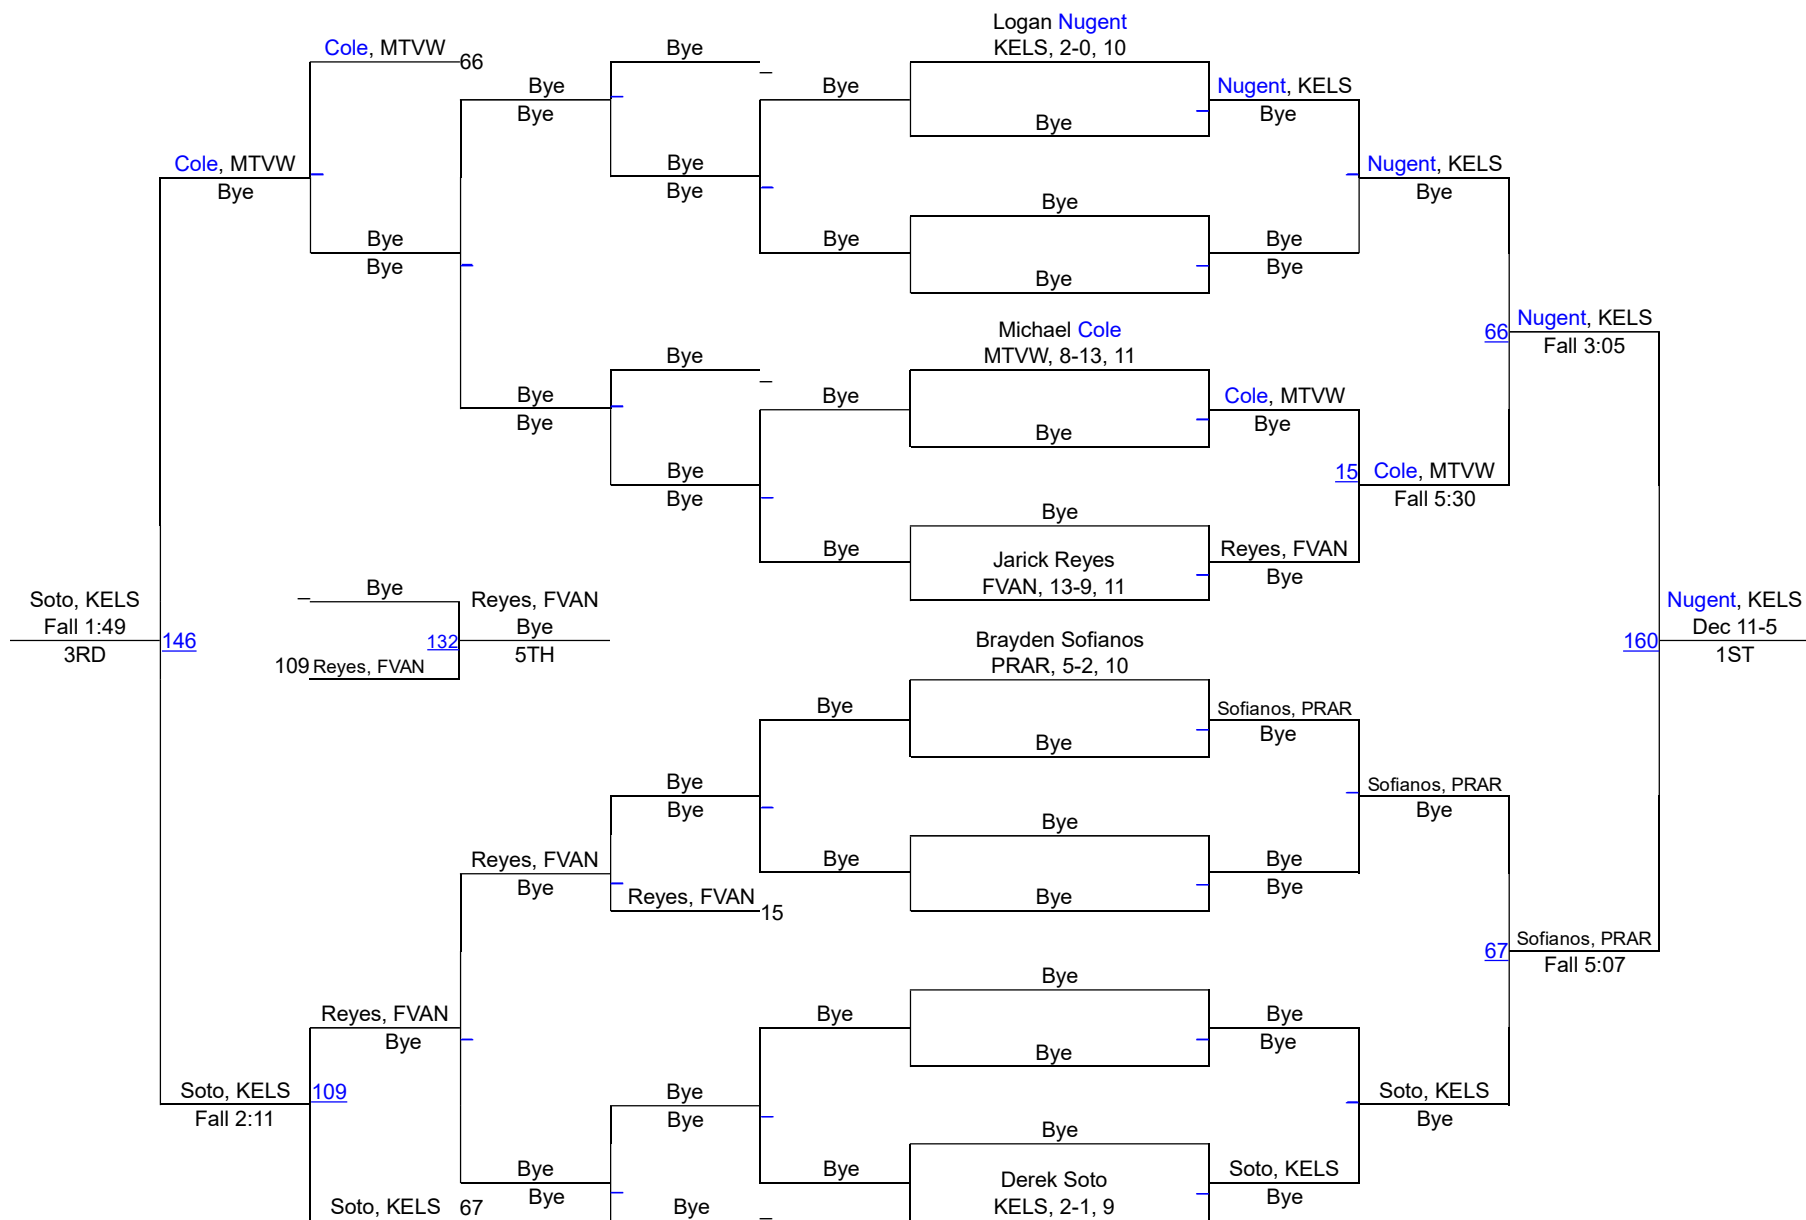 Logan Nugent
KELS, 2-0, 10
Cole, MTVW
66
Bye
_
Bye
Bye
Bye
Nugent, KELS
Bye
Bye
Cole, MTVW
Bye
Bye
Bye
Nugent, KELS
Bye
Bye
Bye
Bye
Bye
Bye
Bye
Bye
Michael Cole
MTVW, 8-13, 11
66
Nugent, KELS
Fall 3:05
Bye
_
Bye
Bye
Bye
Cole, MTVW
Bye
Bye
Bye
Bye
15
Cole, MTVW
Fall 5:30
Bye
Bye
Jarick Reyes
FVAN, 13-9, 11
Reyes, FVAN
Bye
_
Bye
Soto, KELS
Fall 1:49
3RD
146
109 Reyes, FVAN
132
Reyes, FVAN
Bye
5TH
Brayden Sofianos
PRAR, 5-2, 10
160
Nugent, KELS
Dec 11-5
1ST
Bye
Bye
Sofianos, PRAR
Bye
Bye
Bye
Sofianos, PRAR
Bye
Bye
Bye
Bye
Bye
Bye
Reyes, FVAN
Bye
Reyes, FVAN
15
67
Sofianos, PRAR
Fall 5:07
Bye
Reyes, FVAN
Bye
Bye
Bye
Bye
Bye
Soto, KELS
Fall 2:11
109
Bye
Bye
Soto, KELS
Bye
Bye
Bye
Bye
Bye
Derek Soto
KELS, 2-1, 9
Soto, KELS
Bye
Soto, KELS 67
Bye
_